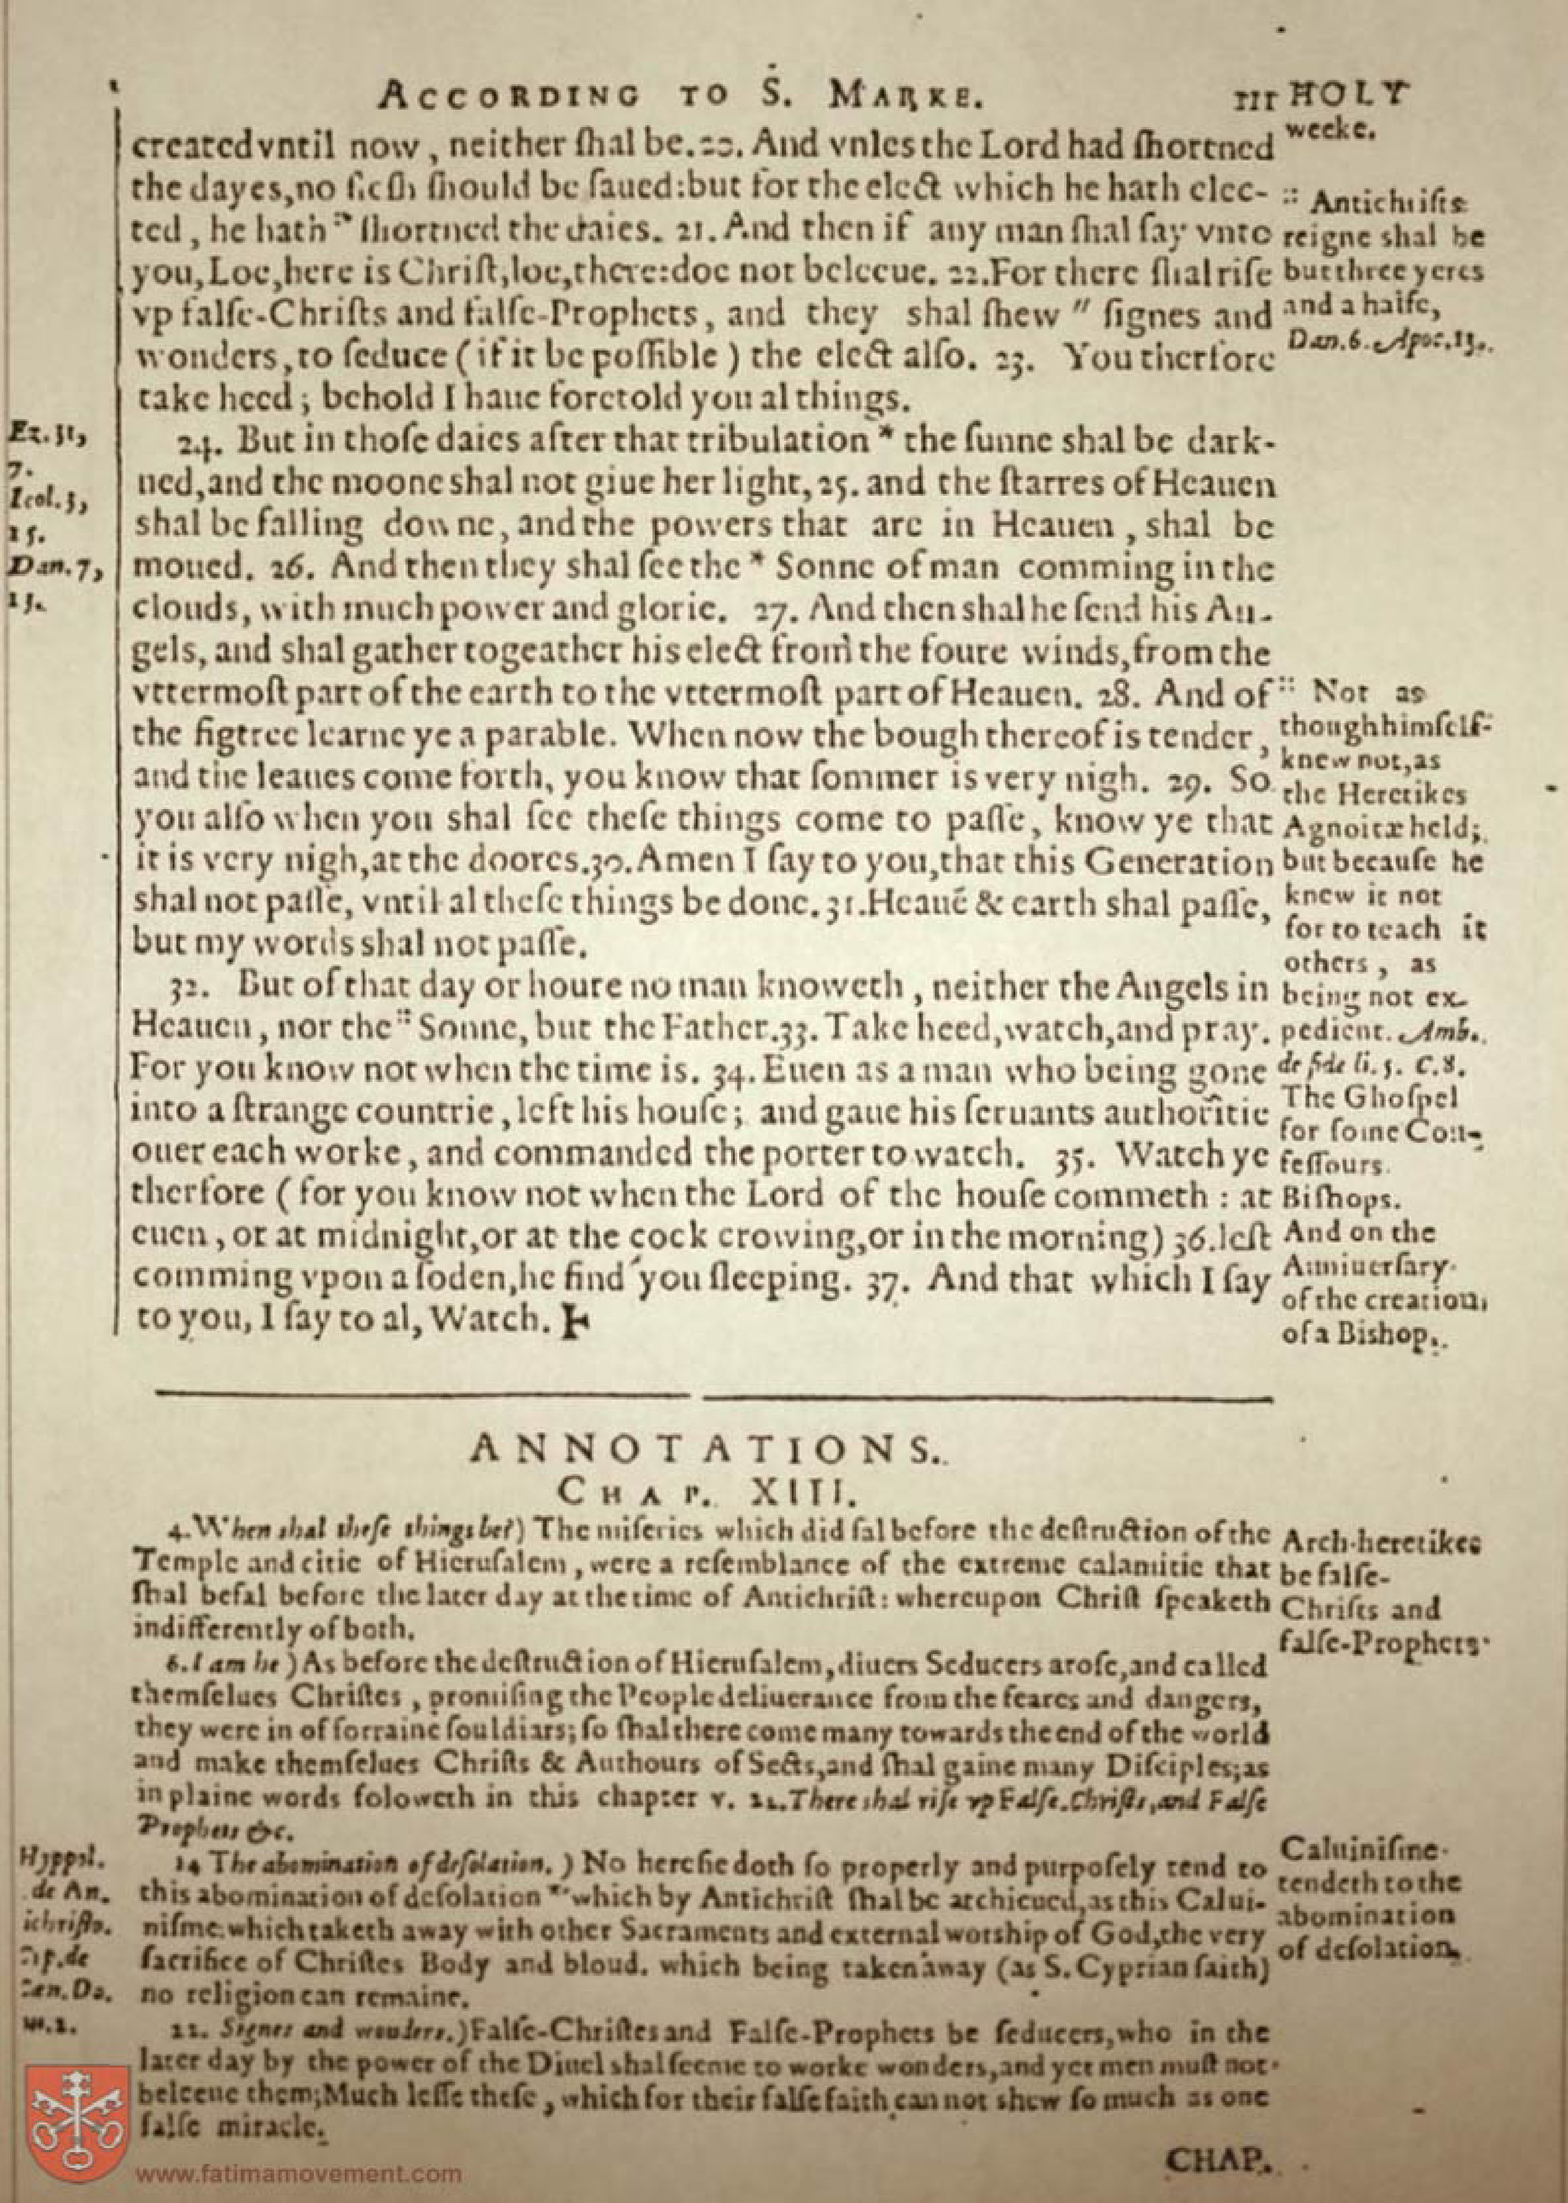 ACCORDING TO S. MARKE. 111
HOLY
weeke.
createdvntil now, neither ſhal be. 20. And vnles the Lord had ſhortned
the dayes, no fleſh ſhould be ſaued: but for the elect which he hath elec-
ted, he hath :: ſhortned the daies. 21. And then if any man ſhal ſay vnto
you, Loe, here is Chriſt, loe, there: doe not beleeue. 22. For there ſhal riſe
vp falſe-Chriſts and falſe-Prophets, and they shal ſhew " ſignes and
wonders, to ſeduce (if it be poſſible) the elect alſo. 23. You therfore
take heed; behold I haue foretold you al things.
:: Antichriſts
reigne shal be
but three yeres
and a halfe,
Dan. 6. Apoc. 13.
Ez. 32,
7.
Ioel. 3,
15.
Dan. 7,
13.
24. But in thoſe daies after that tribulation * the ſunne shal be dark-
ned, and the moone shal not giue her light, 25. and the ſtarres of Heauen
shal be falling downe, and the powers that are in Heauen, shal be
moued. 26. And then they shal ſee the * Sonne of man comming in the
clouds, with much power and glorie. 27. And then shal he ſend his An-
gels, and shal gather togeather his elect from the foure winds, from the
vttermoſt part of the earth to the vttermoſt part of Heauen. 28. And of
the figtree learne ye a parable. When now the bough thereof is tender,
and the leaues come forth, you know that ſommer is very nigh. 29. So
you alſo when you shal ſee theſe things come to paſſe, know ye that
it is very nigh, at the doores. 30. Amen I ſay to you, that this Generation
shal not paſſe, vntil al theſe things be done. 31. Heauē & earth shal paſſe,
but my words shal not paſſe.
32. But of that day or houre no man knoweth, neither the Angels in
Heauen, nor the :: Sonne, but the Father. 33. Take heed, watch, and pray.
For you know not when the time is. 34. Euen as a man who being gone
into a ſtrange countrie, left his houſe; and gaue his ſeruants authoritie
ouer each worke, and commanded the porter to watch. 35. Watch ye
therfore (for you know not when the Lord of the houſe commeth: at
euen, or at midnight, or at the cock crowing, or in the morning) 36. leſt
comming vpon a ſoden, he find you ſleeping. 37. And that which I ſay
to you, I ſay to al, Watch.
:: Not as
though himſelf
knew not, as
the Heretikes
Agnoitæ held;
but becauſe he
knew it not
for to teach it
others, as
being not ex-
pedient. Amb.
de fide li. 5. C. 8.
The Ghoſpel
for ſome Con-
feſſours.
Biſhops.
And on the
Anniuerſary
of the creation,
of a Bishop.
ANNOTATIONS.
CHAP. XIII.
4. When shal theſe things be?) The miſeries which did fal before the deſtruction of the
Temple and citie of Hieruſalem, were a reſemblance of the extreme calamitie that
ſhal befal before the later day at the time of Antichriſt: whereupon Chriſt ſpeaketh
indifferently of both.
6. I am he) As before the deſtruction of Hieruſalem, diuers Seducers aroſe, and called
themſelues Chriſtes, promiſing the People deliuerance from the feares and dangers,
they were in of forraine ſouldiars; ſo ſhal there come many towards the end of the world
and make themſelues Chriſts & Authours of Sects, and ſhal gaine many Diſciples; as
in plaine words foloweth in this chapter v. 22. There shal riſe vp Falſe-Chriſts, and Falſe
Prophets &c.
Arch-heretikes
be falſe-
Chriſts and
falſe-Prophets.
14 The abomination of deſolation.) No hereſie doth ſo properly and purpoſely tend to
this abomination of deſolation * which by Antichriſt ſhal be archieued, as this Calui-
niſme: which taketh away with other Sacraments and external worship of God, the very
ſacrifice of Chriſtes Body and bloud. which being taken away (as S. Cyprian ſaith)
no religion can remaine.
Hyppol.
de An.
ichriſto.
Cip. de
Cæn. Do.
Caluiniſme
tendeth to the
abomination
of deſolation.
22. Signes and wonders.) Falſe-Chriſtes and Falſe-Prophets be ſeducers, who in the
later day by the power of the Diuel shal ſeeme to worke wonders, and yet men muſt not
beleeue them; Much leſſe theſe, which for their falſe faith can not shew ſo much as one
falſe miracle.
CHAP.
www.fatimamovement.com